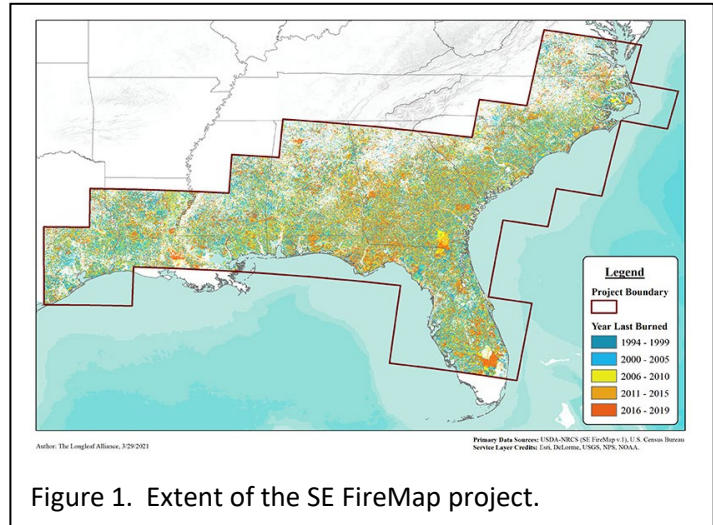 Legend
Project Boundary
Year Last Burned
1994 - 1999
2000 - 2005
2006 - 2010
2011 - 2015
2016 - 2019
Author: The Longleaf Alliance, 3/29/2021
Primary Data Sources: USDA-NRCS (SE FireMap v.1), U.S. Census Bureau
Service Layer Credits: Esri, DeLorme, USGS, NPS, NOAA.
Figure 1. Extent of the SE FireMap project.